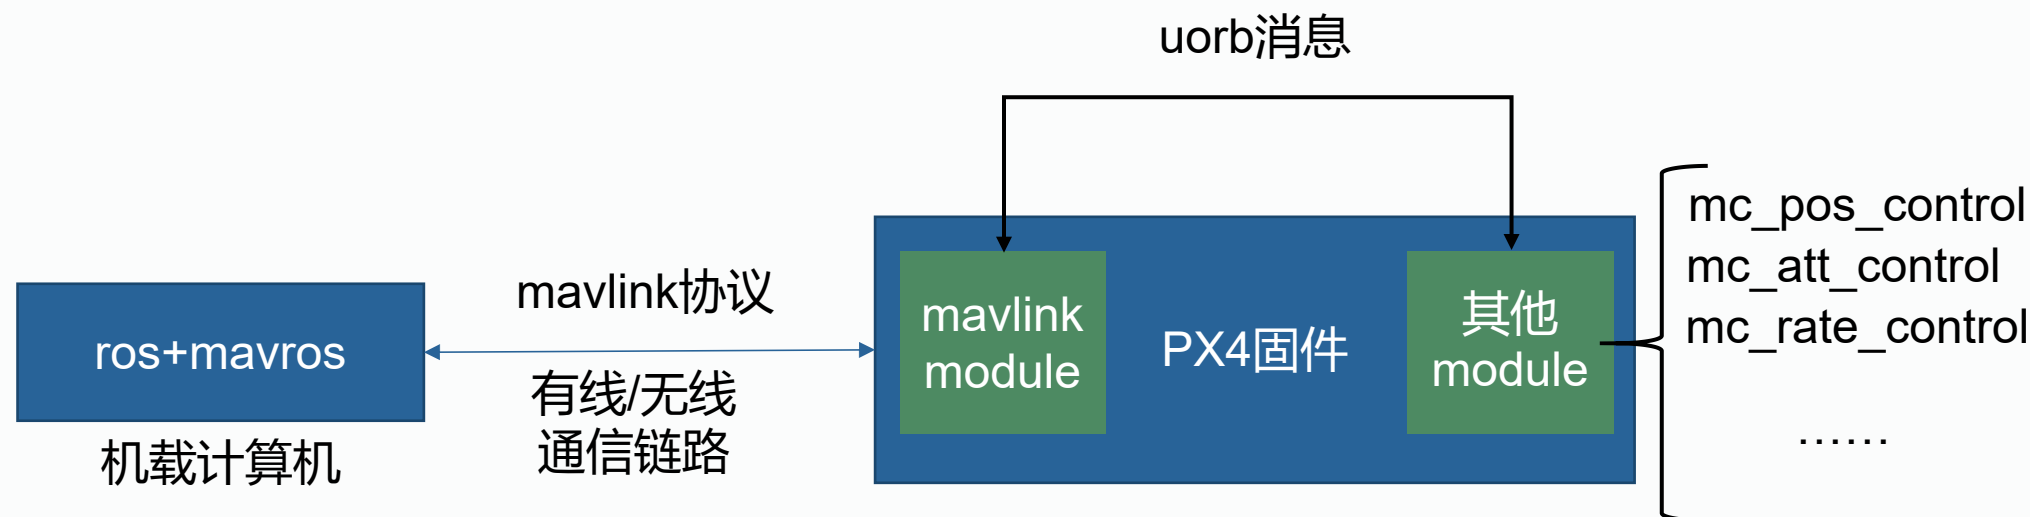 uorb消息
mavlink协议
ros+mavros
有线/无线
通信链路
机载计算机
mavlink
module
PX4固件
其他
module
mc_pos_control
mc_att_control
mc_rate_control
……